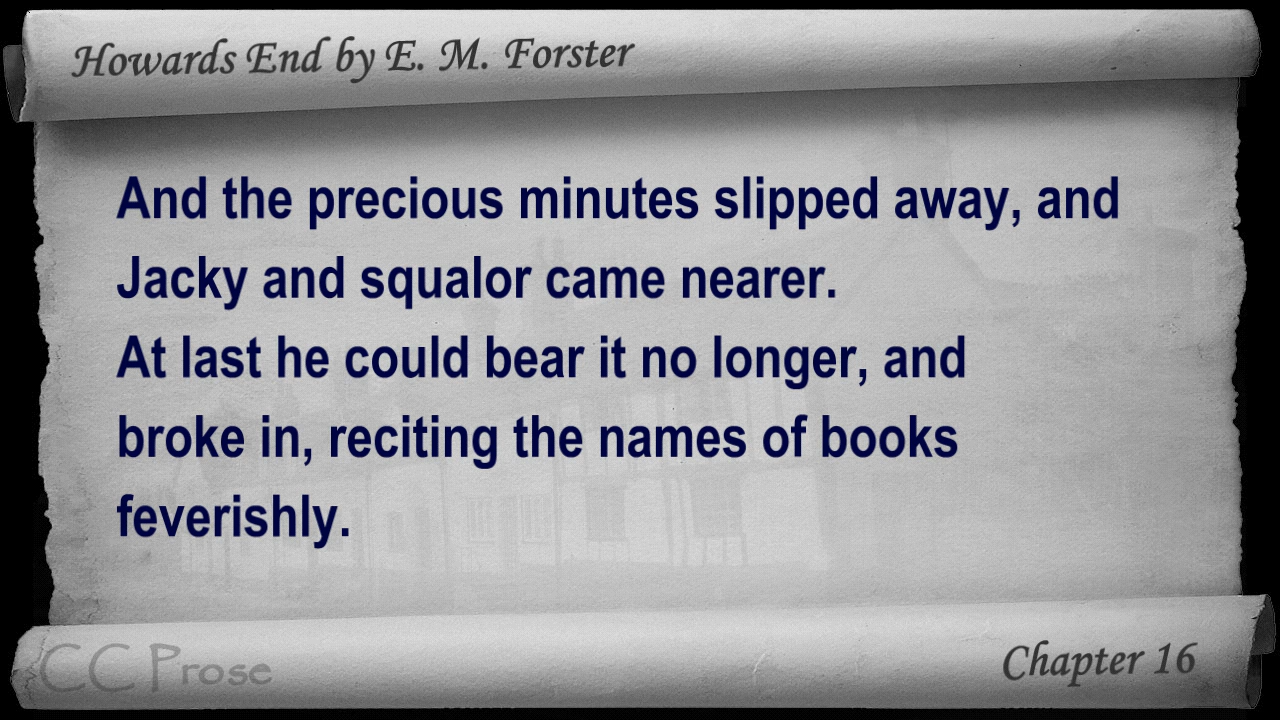 Howards End by E. M. Forster
And the precious minutes slipped away, and
Jacky and squalor came nearer.
At last he could bear it no longer, and
broke in, reciting the names of books
feverishly.
CC Prose
Chapter 16